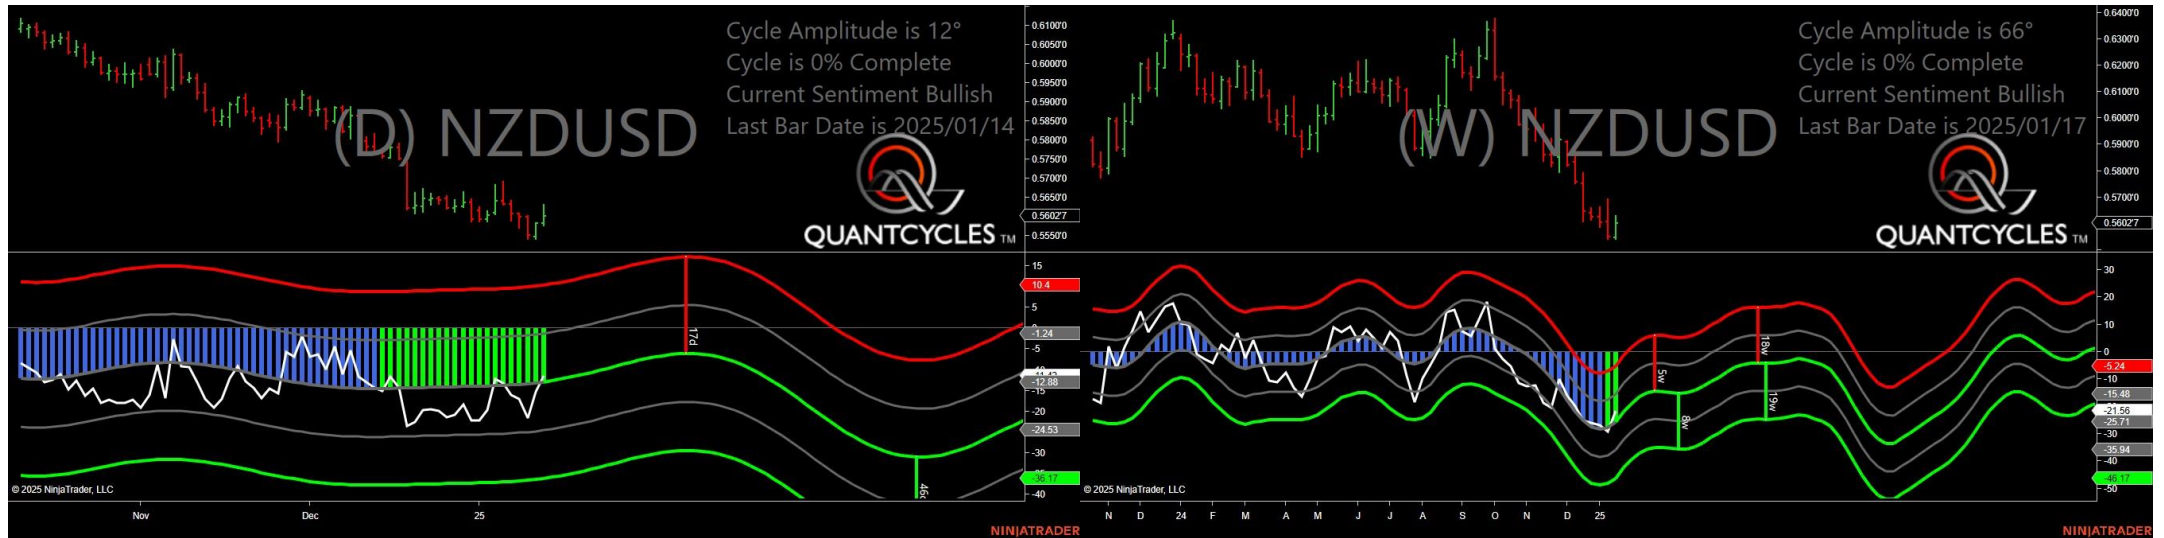 Cycle Amplitude is 12°
Cycle is 0% Complete
Current Sentiment Bullish
Last Bar Date is 2025/01/14
(D) NZDUSD
QUANTCYCLES TM
0.6100'0
0.6050'0
0.6000'0
0.5950'0
0.5900'0
0.5850'0
0.5800'0
0.5750'0
0.5700'0
0.5650'0
0.5602'7
0.5550'0
15
10.4
5
-1.24
-5
-12.88
-15
-20
-24.53
-30
-36.17
-40
17d
© 2025 NinjaTrader, LLC
Nov
Dec
25
NINJATRADER
Cycle Amplitude is 66°
Cycle is 0% Complete
Current Sentiment Bullish
Last Bar Date is 2025/01/17
(W) NZDUSD
QUANTCYCLES TM
0.6400'0
0.6300'0
0.6200'0
0.6100'0
0.6000'0
0.5900'0
0.5800'0
0.5700'0
0.5602'7
30
20
10
0
-5.24
-10
-15.48
-21.56
-25.71
-30
-35.94
-40
-46.17
-50
5w
8w
18w
19w
© 2025 NinjaTrader, LLC
N
D
24
F
M
A
M
J
J
A
S
O
N
D
25
NINJATRADER